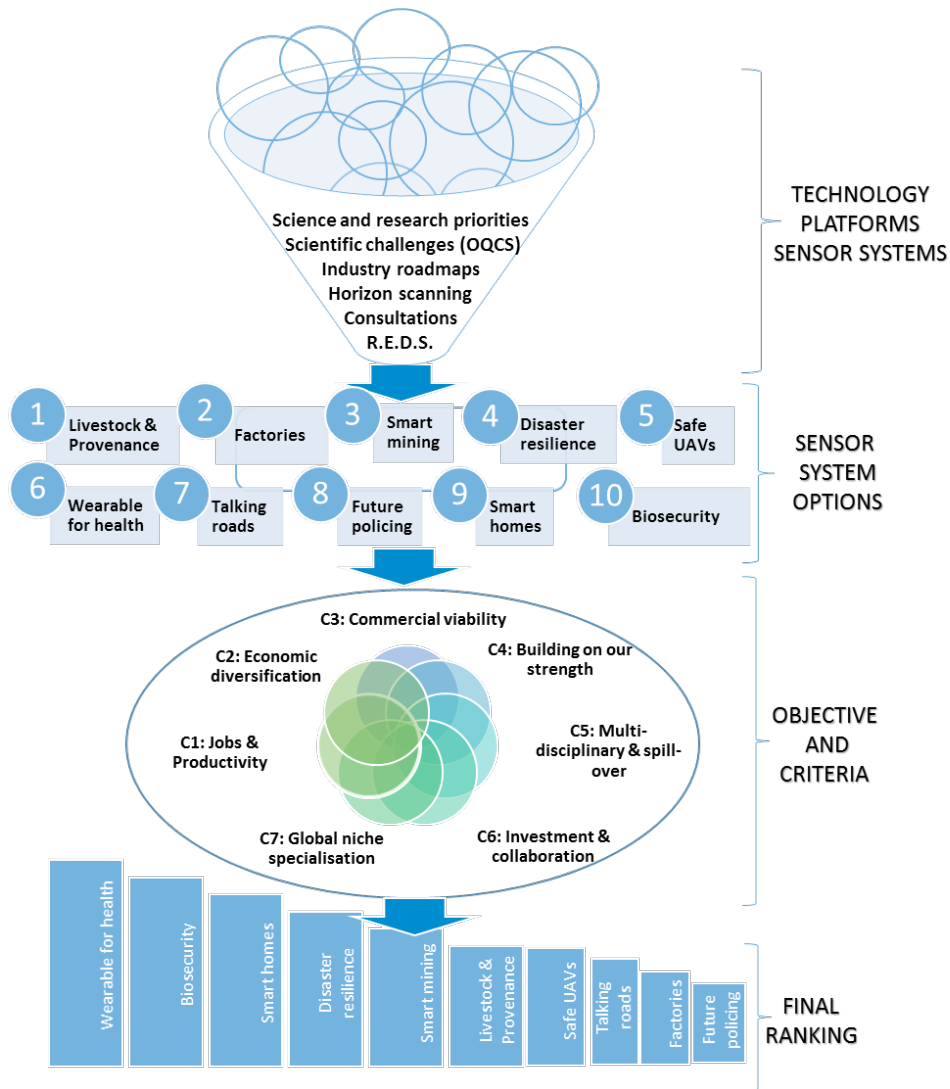 Science and research priorities
Scientific challenges (OQCS)
Industry roadmaps
Horizon scanning
Consultations
R.E.D.S.
TECHNOLOGY
PLATFORMS
SENSOR SYSTEMS
1
Livestock &
Provenance
2
Factories
3
Smart
mining
4
Disaster
resilience
5
Safe
UAVs
6
Wearable
for health
7
Talking
roads
8
Future
policing
9
Smart
homes
10
Biosecurity
SENSOR
SYSTEM
OPTIONS
C3: Commercial viability
C2: Economic
diversification
C4: Building on our
strength
C1: Jobs &
Productivity
C5: Multi-
disciplinary & spill-
over
C7: Global niche
specialisation
C6: Investment &
collaboration
OBJECTIVE
AND
CRITERIA
Wearable for health
Biosecurity
Smart homes
Disaster
resilience
Smart mining
Livestock &
Provenance
Safe UAVs
Talking
roads
Factories
Future
policing
FINAL
RANKING